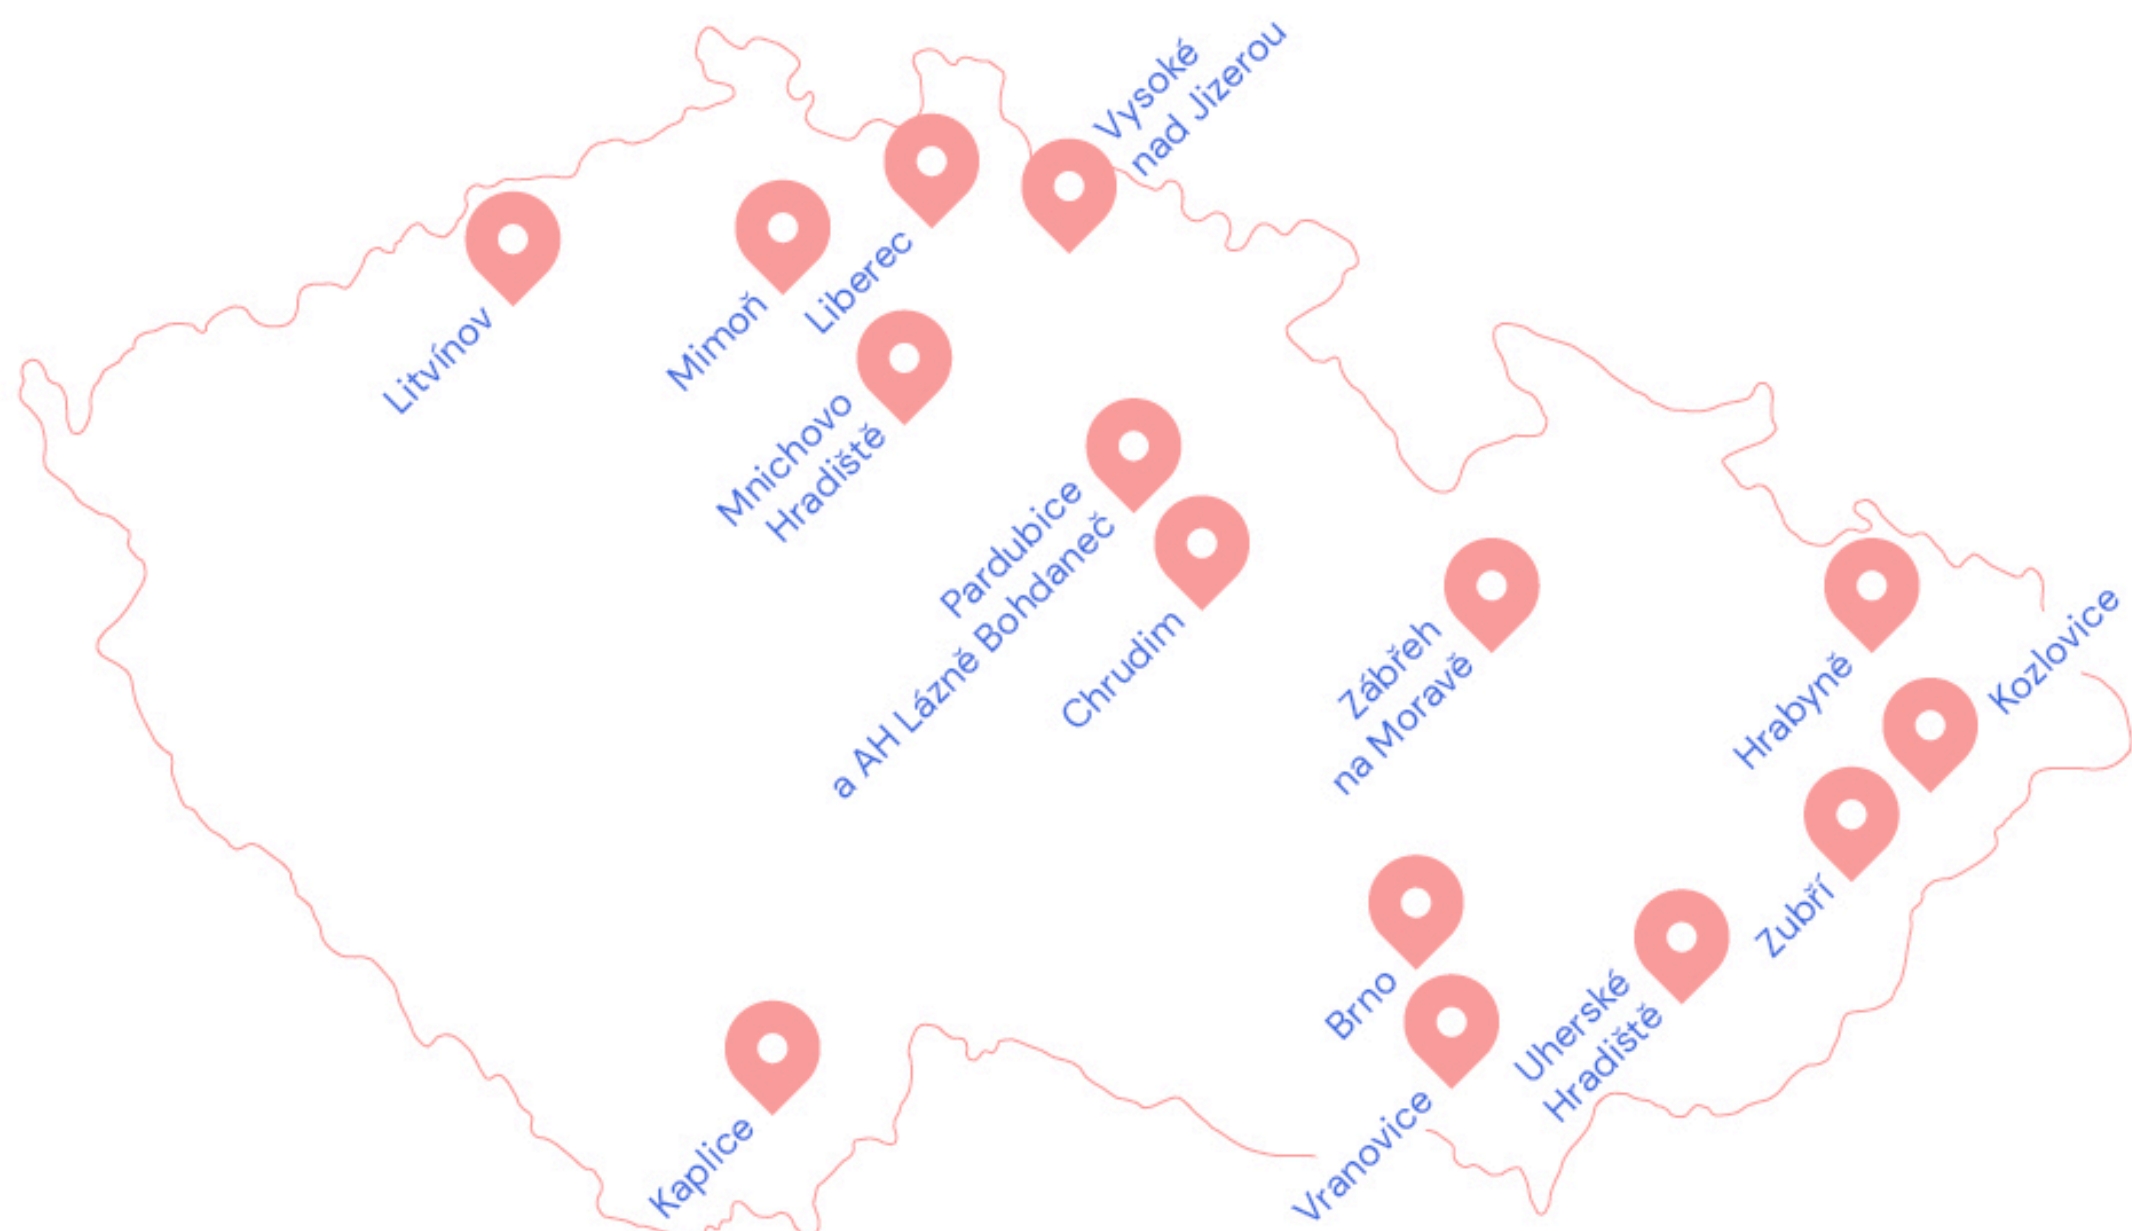 Vysoké
nad Jizerou
Liberec
Mimoň
Litvínov
Mnichovo
Hradiště
Pardubice
a AH Lázně Bohdaneč
Chrudim
Zábřeh
na Moravě
Hrabyně
Kozlovice
Zubří
Brno
Uherské
Hradiště
Vranovice
Kaplice